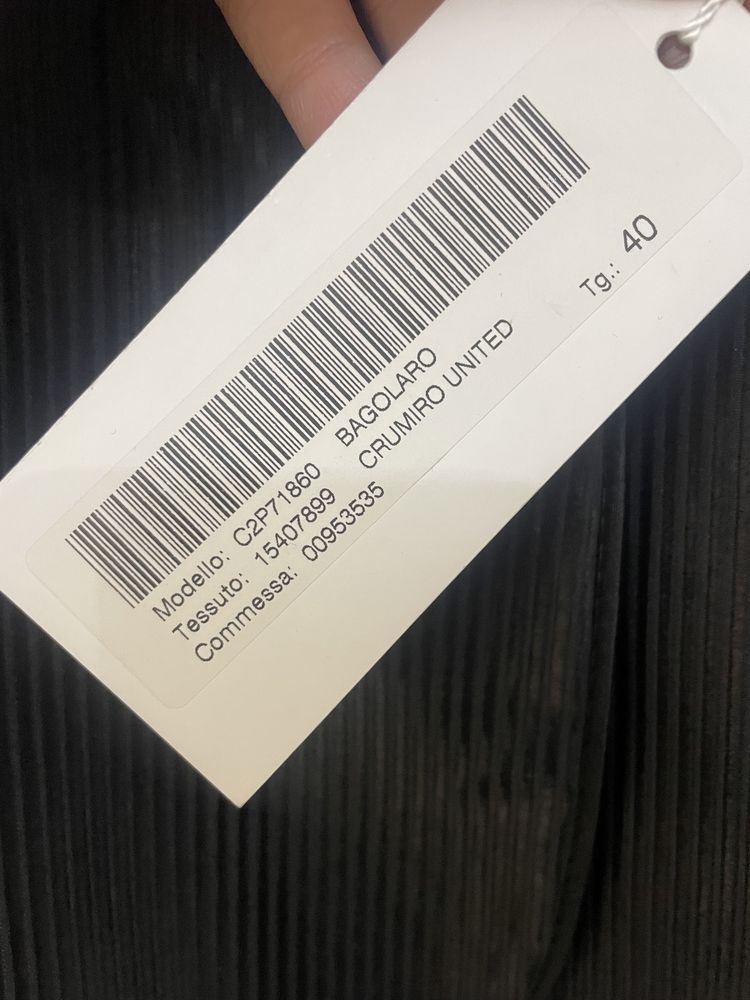 Modello: C2P71860 BAGOLARO
Tessuto: 15407899 CRUMIRO UNITED
Commessa: 00953535
Tg.: 40